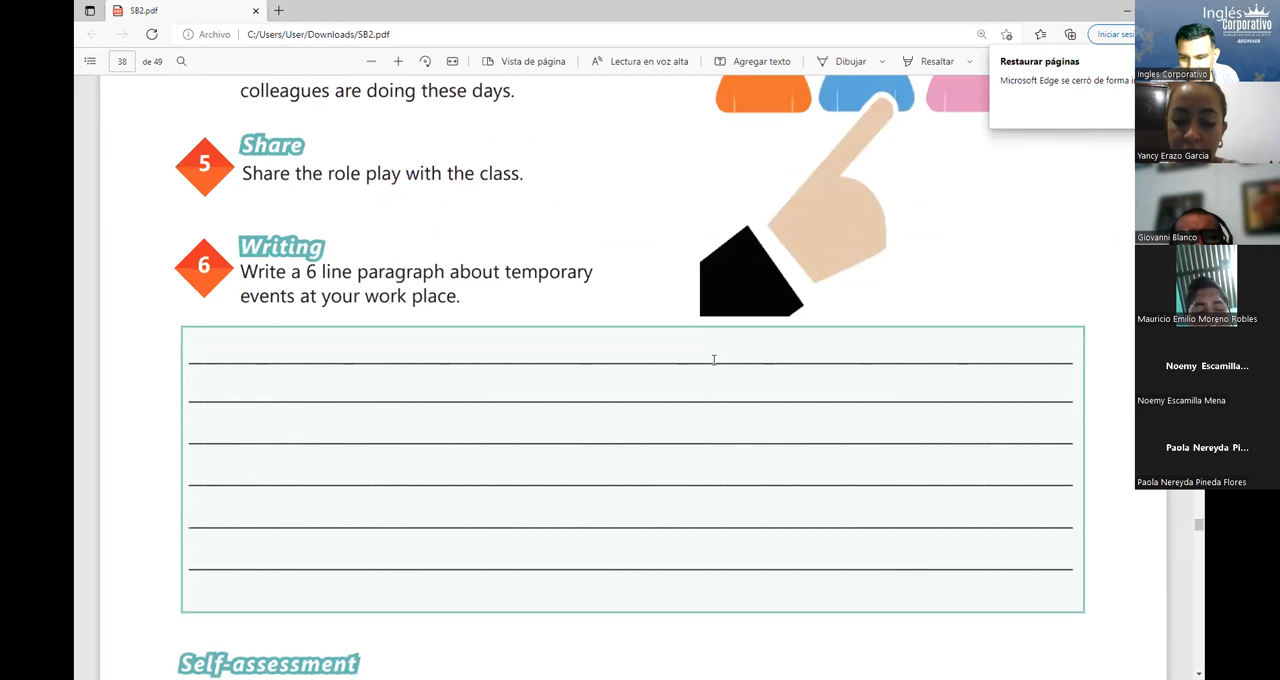 SB2.pdf
Archivo
C:/Users/User/Downloads/SB2.pdf
Iniciar sesi
38
de 49
Vista de página
Lectura en voz alta
Agregar texto
Dibujar
Resaltar
Restaurar páginas
Microsoft Edge se cerró de forma i
colleagues are doing these days.
5
Share
Share the role play with the class.
6
Writing
Write a 6 line paragraph about temporary
events at your work place.
Self-assessment
Inglés
Corporativo
BEGINNER
Ingles Corporativo
Yancy Erazo Garcia
Giovanni Blanco
Mauricio Emilio Moreno Robles
Noemy Escamilla...
Noemy Escamilla Mena
Paola Nereyda Pi...
Paola Nereyda Pineda Flores